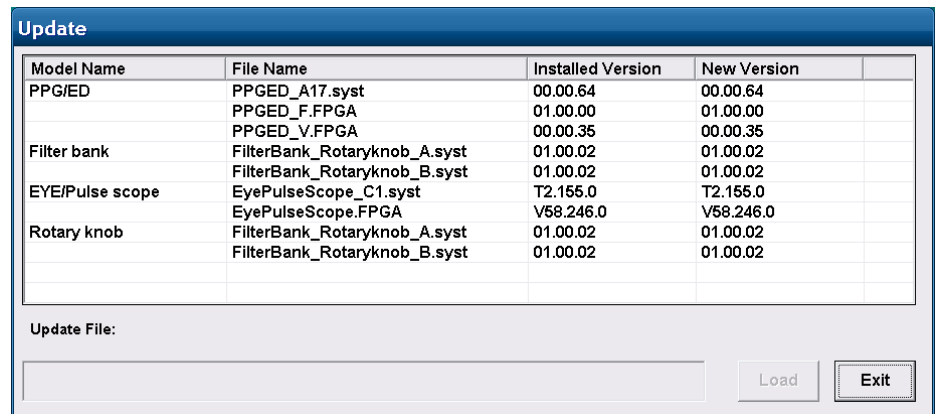 Update
Model Name File Name Installed Version New Version
PPG/ED PPGED_A17.syst 00.00.64 00.00.64
PPGED_F.FPGA 01.00.00 01.00.00
PPGED_V.FPGA 00.00.35 00.00.35
Filter bank FilterBank_Rotaryknob_A.syst 01.00.02 01.00.02
FilterBank_Rotaryknob_B.syst 01.00.02 01.00.02
EYE/Pulse scope EyePulseScope_C1.syst T2.155.0 T2.155.0
EyePulseScope.FPGA V58.246.0 V58.246.0
Rotary knob FilterBank_Rotaryknob_A.syst 01.00.02 01.00.02
FilterBank_Rotaryknob_B.syst 01.00.02 01.00.02
Update File:
Load Exit